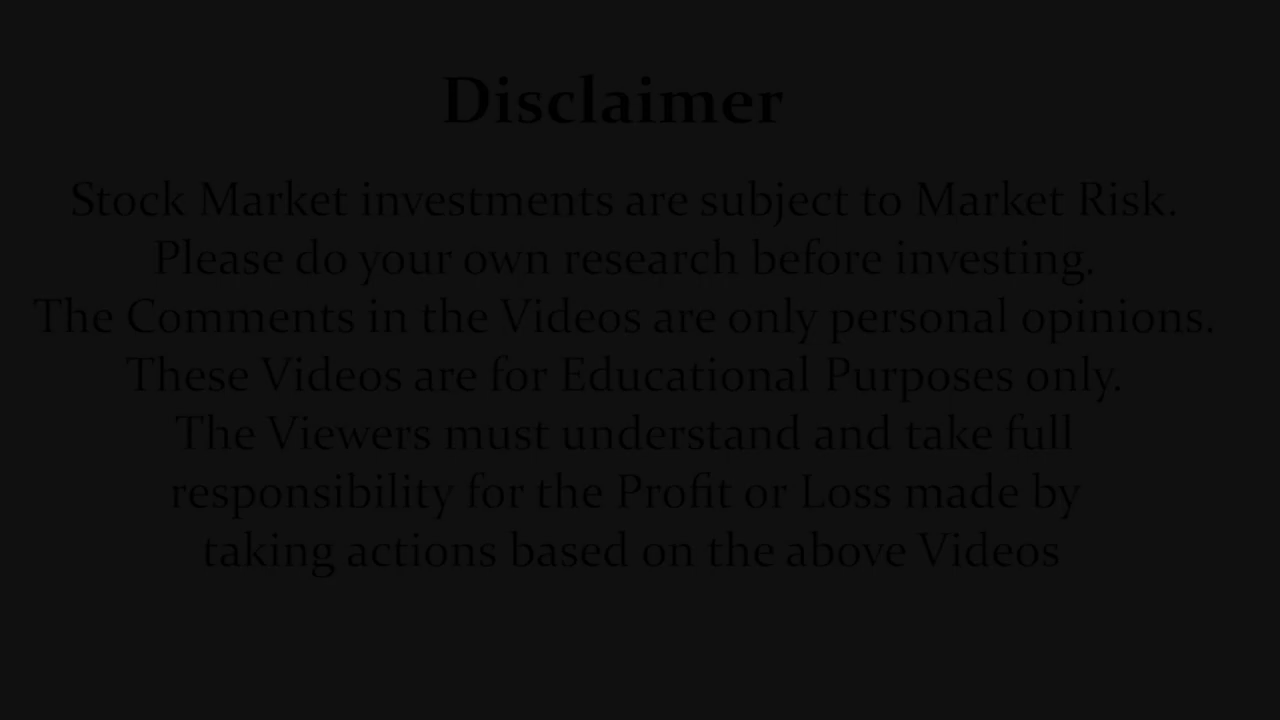 Disclaimer
Stock Market investments are subject to Market Risk.
Please do your own research before investing.
The Comments in the Videos are only personal opinions.
These Videos are for Educational Purposes only.
The Viewers must understand and take full
responsibility for the Profit or Loss made by
taking actions based on the above Videos